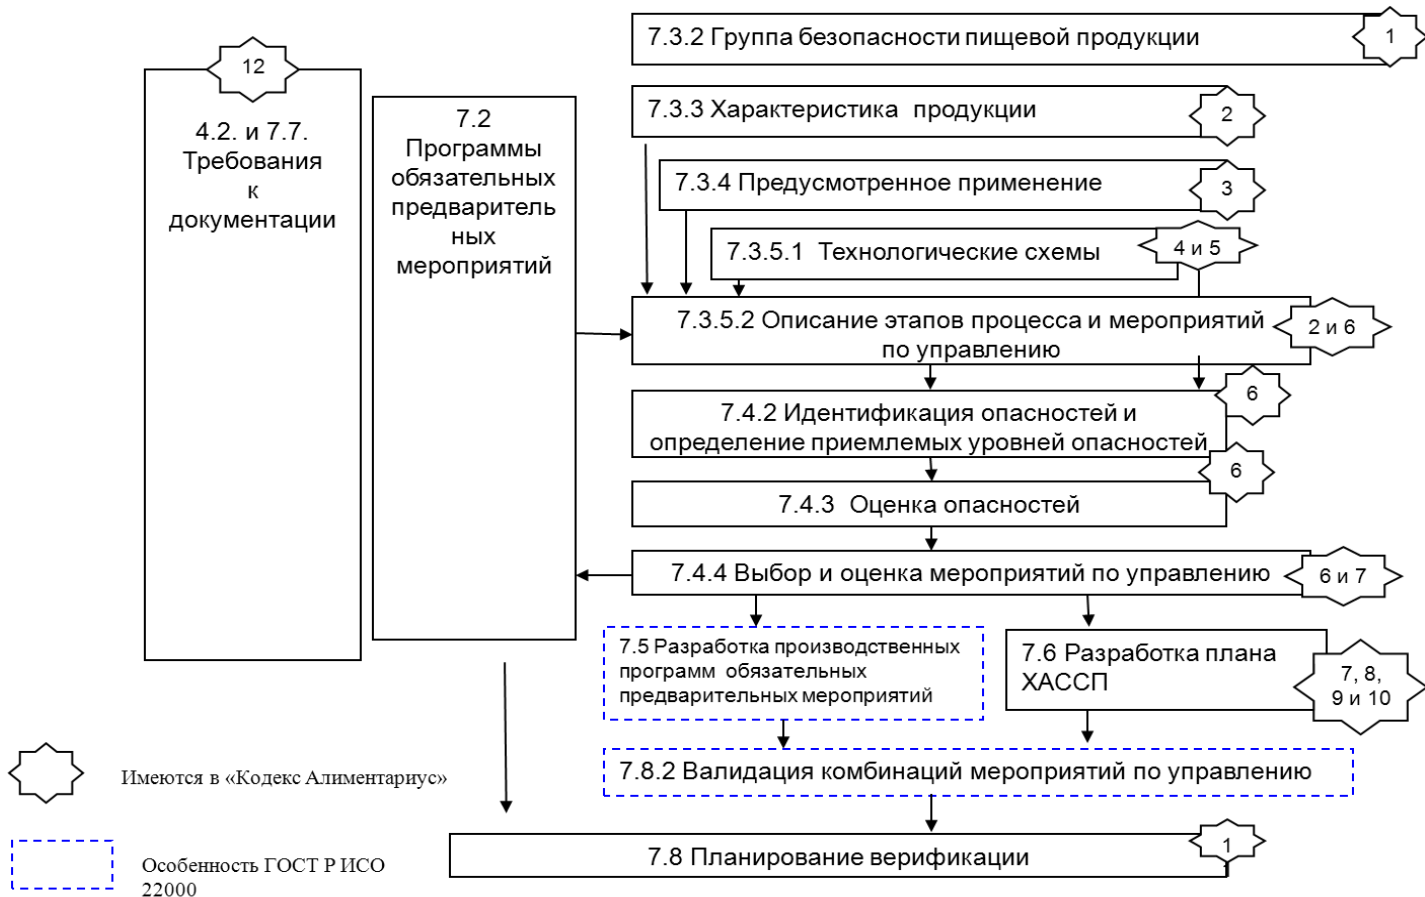 12
4.2. и 7.7.
Требования
к
документации
7.2
Программы
обязательных
предваритель
ных
мероприятий
7.3.2 Группа безопасности пищевой продукции
1
7.3.3 Характеристика продукции
2
7.3.4 Предусмотренное применение
3
7.3.5.1 Технологические схемы
4 и 5
7.3.5.2 Описание этапов процесса и мероприятий
по управлению
2 и 6
7.4.2 Идентификация опасностей и
определение приемлемых уровней опасностей
6
7.4.3 Оценка опасностей
6
7.4.4 Выбор и оценка мероприятий по управлению
6 и 7
7.5 Разработка производственных
программ обязательных
предварительных мероприятий
7.6 Разработка плана
ХАССП
7, 8,
9 и 10
7.8.2 Валидация комбинаций мероприятий по управлению
7.8 Планирование верификации
1
Имеются в «Кодекс Алиментариус»
Особенность ГОСТ Р ИСО
22000